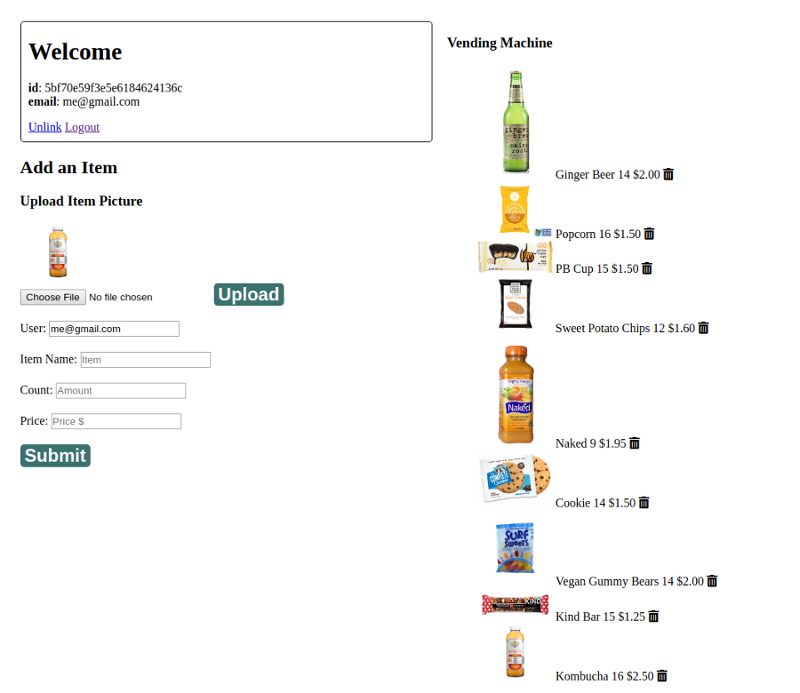 Welcome
id: 5bf70e59f3e5e6184624136c
email: me@gmail.com
Unlink Logout
Add an Item
Upload Item Picture
Choose File No file chosen
Upload
User: me@gmail.com
Item Name: Item
Count: Amount
Price: Price $
Submit
Vending Machine
Ginger Beer 14 $2.00
Popcorn 16 $1.50
PB Cup 15 $1.50
Sweet Potato Chips 12 $1.60
Naked
Naked 9 $1.95
Cookie 14 $1.50
SURF
Sweets
Vegan Gummy Bears 14 $2.00
KIND
Kind Bar 15 $1.25
Kombucha 16 $2.50